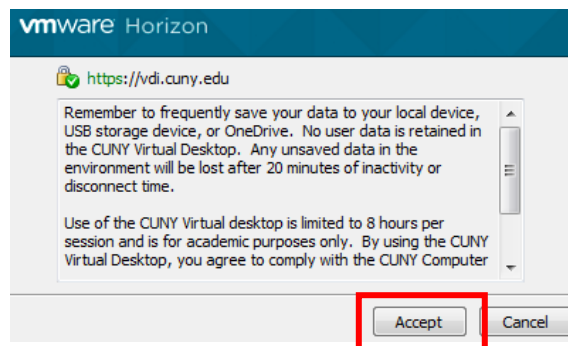 vmware Horizon
https://vdi.cuny.edu
Remember to frequently save your data to your local device,
USB storage device, or OneDrive. No user data is retained in
the CUNY Virtual Desktop. Any unsaved data in the
environment will be lost after 20 minutes of inactivity or
disconnect time.
Use of the CUNY Virtual desktop is limited to 8 hours per
session and is for academic purposes only. By using the CUNY
Virtual Desktop, you agree to comply with the CUNY Computer
Accept Cancel